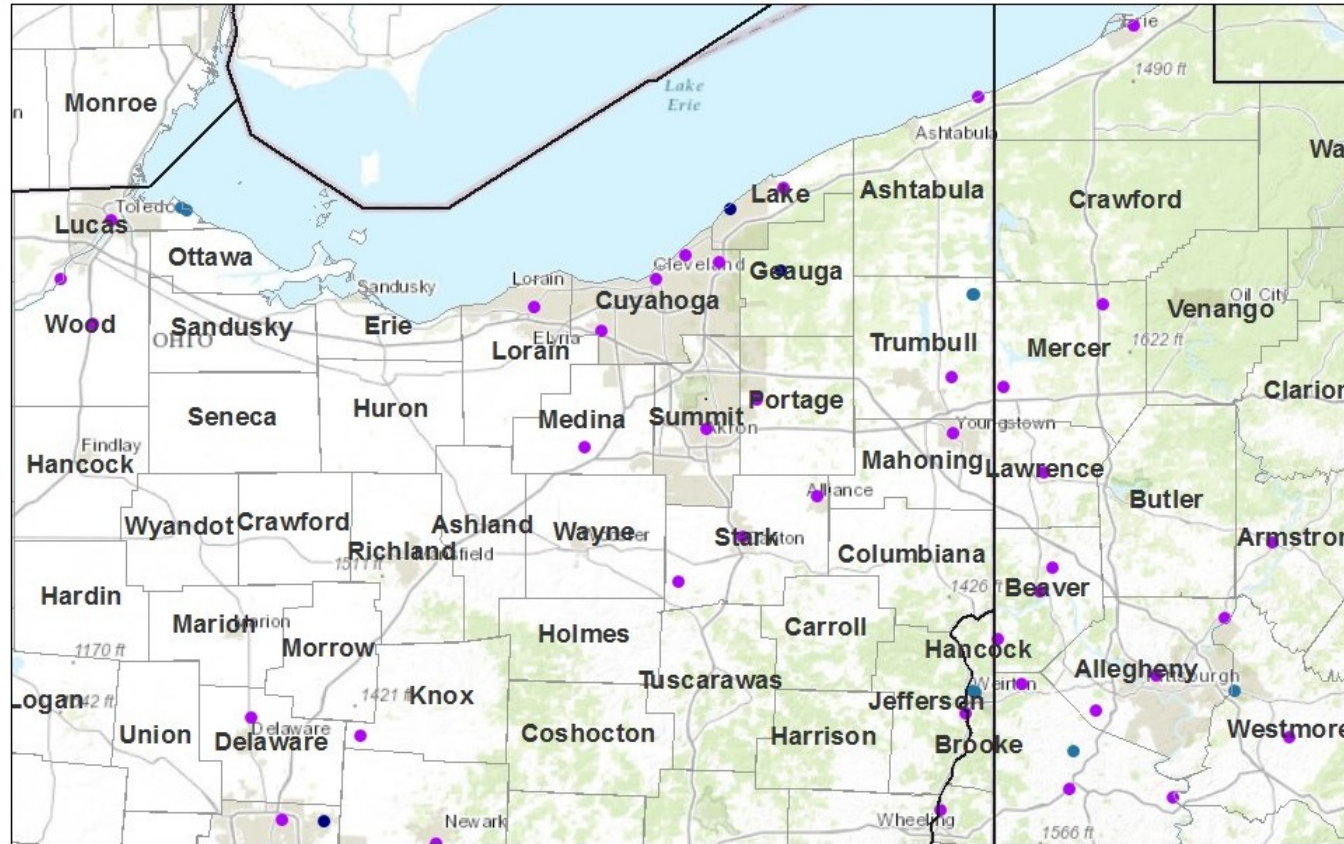 Erie
1490 ft
Lake
Erie
Monroe
n
Ashtabula
Wa
Ashtabula
Lake
Crawford
Toledo
Lucas
Ottawa
Cleveland
Geauga
Sandusky
Lorain
Cuyahoga
Oil City
Venango
Wood
Sandusky
Erie
OHIO
Elyria
Lorain
Trumbull
Mercer
1622 ft
Clarion
Seneca
Huron
Medina
Summit
Portage
Akron
Youngstown
Findlay
Hancock
Mahoning
Lawrence
Alliance
Butler
Wyandot
Crawford
Ashland
Wayne
Stark
Canton
Armstron
Richland
Columbiana
1511 ft
Hardin
1426 ft
Beaver
Marion
Marion
Holmes
Carroll
Morrow
Hancock
1170 ft
Allegheny
Pittsburgh
Tuscarawas
Weirton
Logan
42 ft
1421 ft
Knox
Jefferson
Union
Delaware
Delaware
Coshocton
Harrison
Brooke
Westmore
Newark
Wheeling
1566 ft